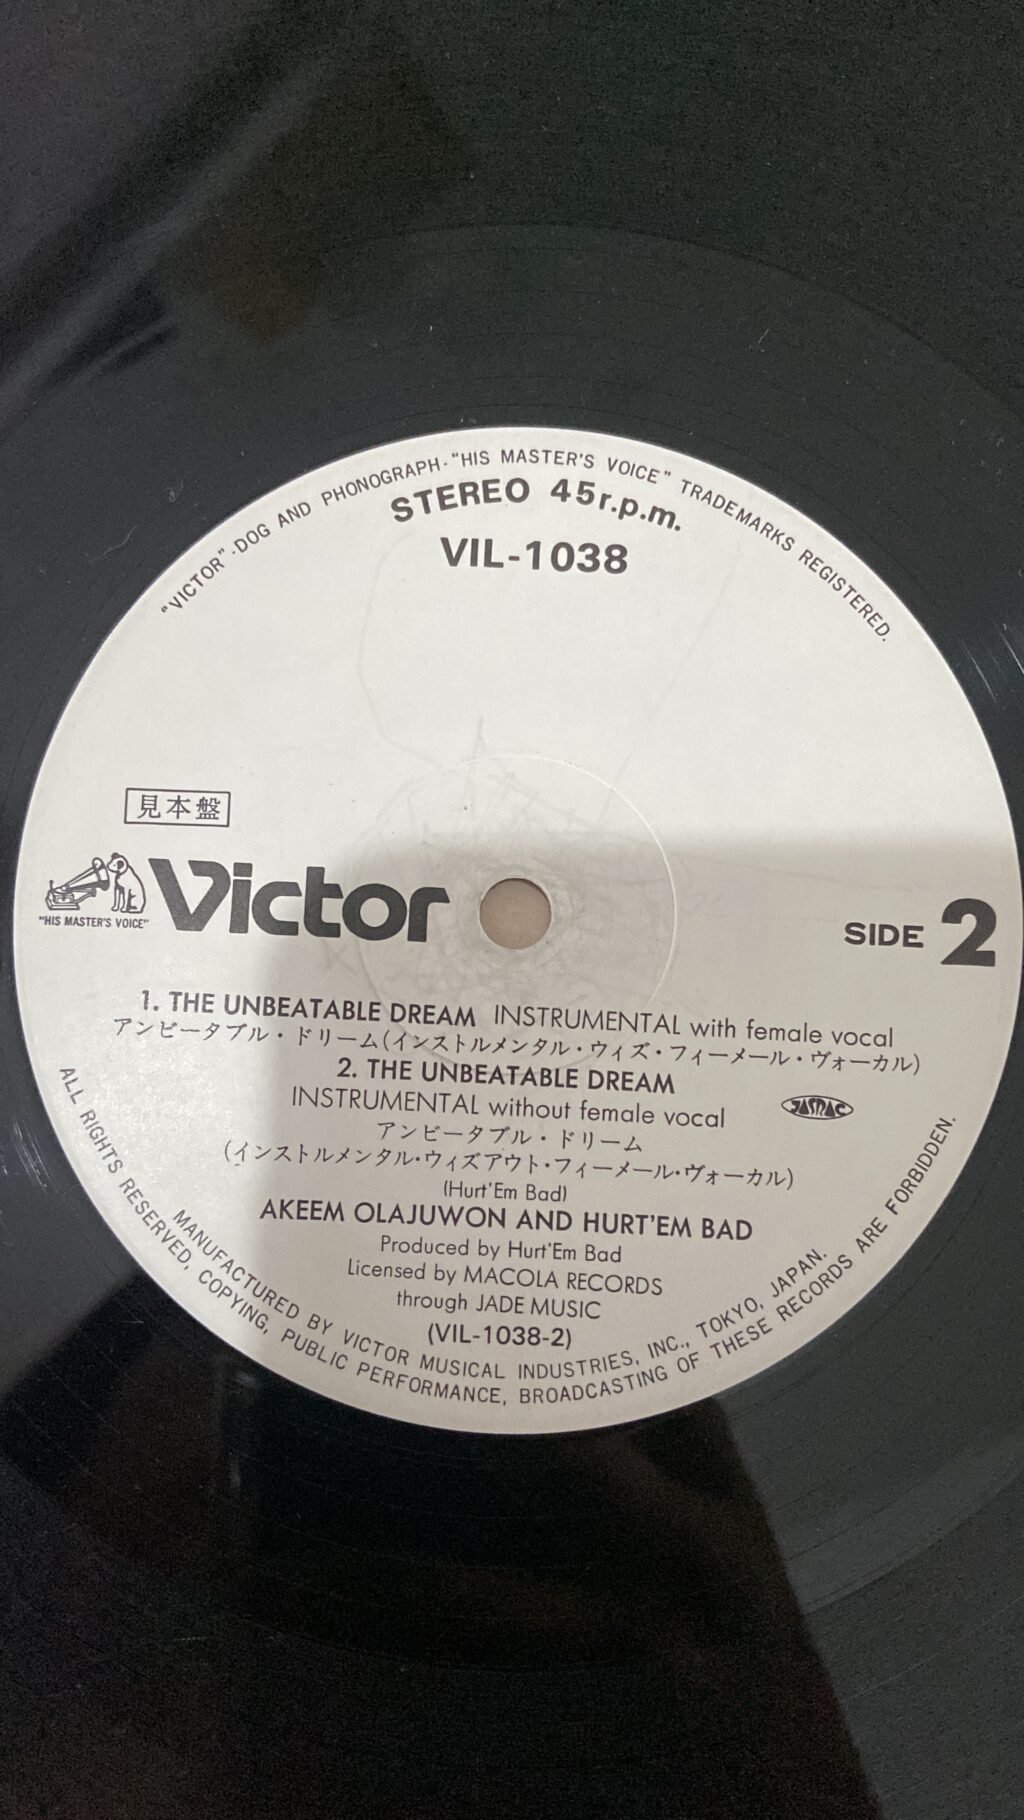 "VICTOR"·DOG AND PHONOGRAPH·"HIS MASTER'S VOICE" TRADEMARKS REGISTERED.
STEREO 45r.p.m.
VIL-1038
見本盤
"HIS MASTER'S VOICE"
Victor
SIDE 2
1. THE UNBEATABLE DREAM INSTRUMENTAL with female vocal
アンビータブル・ドリーム(インストルメンタル・ウィズ・フィーメール・ヴォーカル)
2. THE UNBEATABLE DREAM
INSTRUMENTAL without female vocal
JASRAC
アンビータブル・ドリーム
(インストルメンタル・ウィズアウト・フィーメール・ヴォーカル)
(Hurt'Em Bad)
AKEEM OLAJUWON AND HURT'EM BAD
Produced by Hurt'Em Bad
Licensed by MACOLA RECORDS
through JADE MUSIC
(VIL-1038-2)
MANUFACTURED BY VICTOR MUSICAL INDUSTRIES, INC., TOKYO, JAPAN.
ALL RIGHTS RESERVED, COPYING, PUBLIC PERFORMANCE, BROADCASTING OF THESE RECORDS ARE FORBIDDEN.